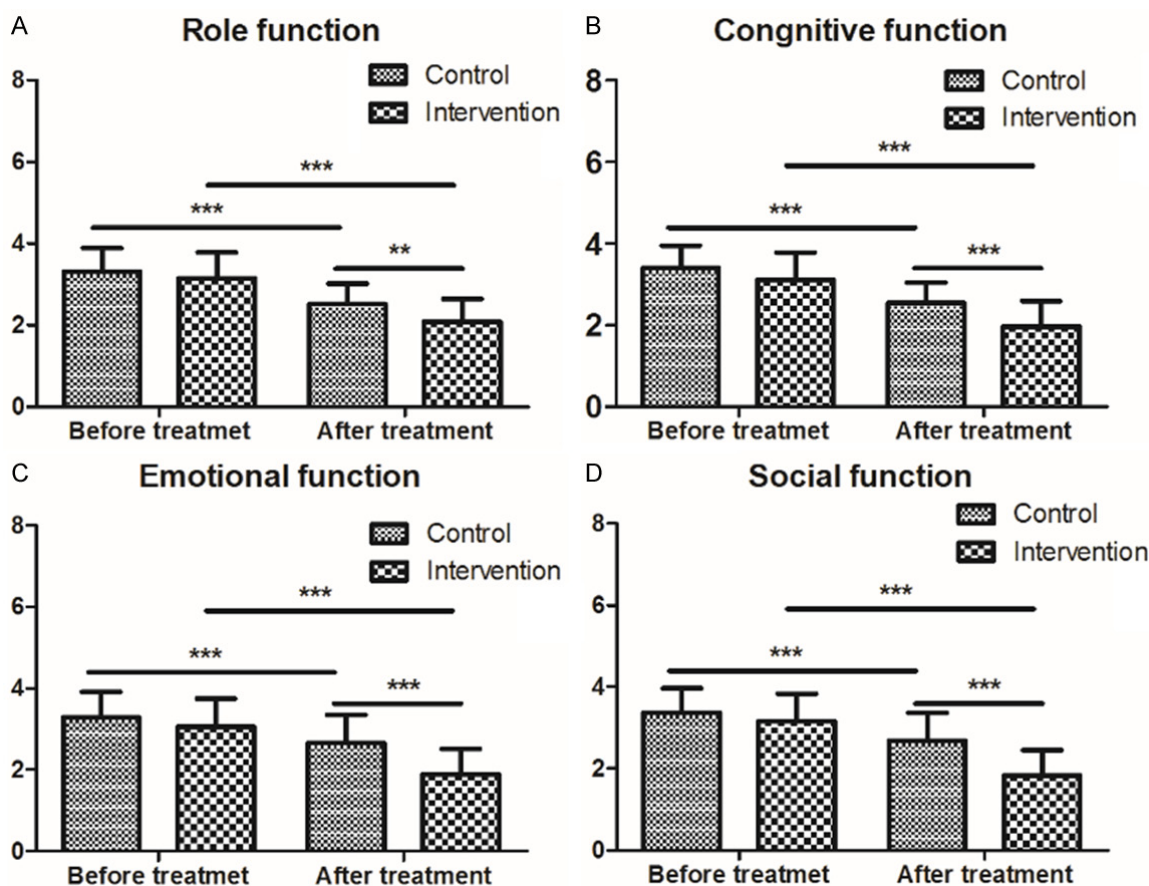 A
Role function
Control
Intervention
8
6
4
2
0
***
***
**
Before treatmet
After treatment
B
Congnitive function
Control
Intervention
8
6
4
2
0
***
***
***
Before treatmet
After treatment
C
Emotional function
Control
Intervention
8
6
4
2
0
***
***
***
Before treatmet
After treatment
D
Social function
Control
Intervention
8
6
4
2
0
***
***
***
Before treatmet
After treatment